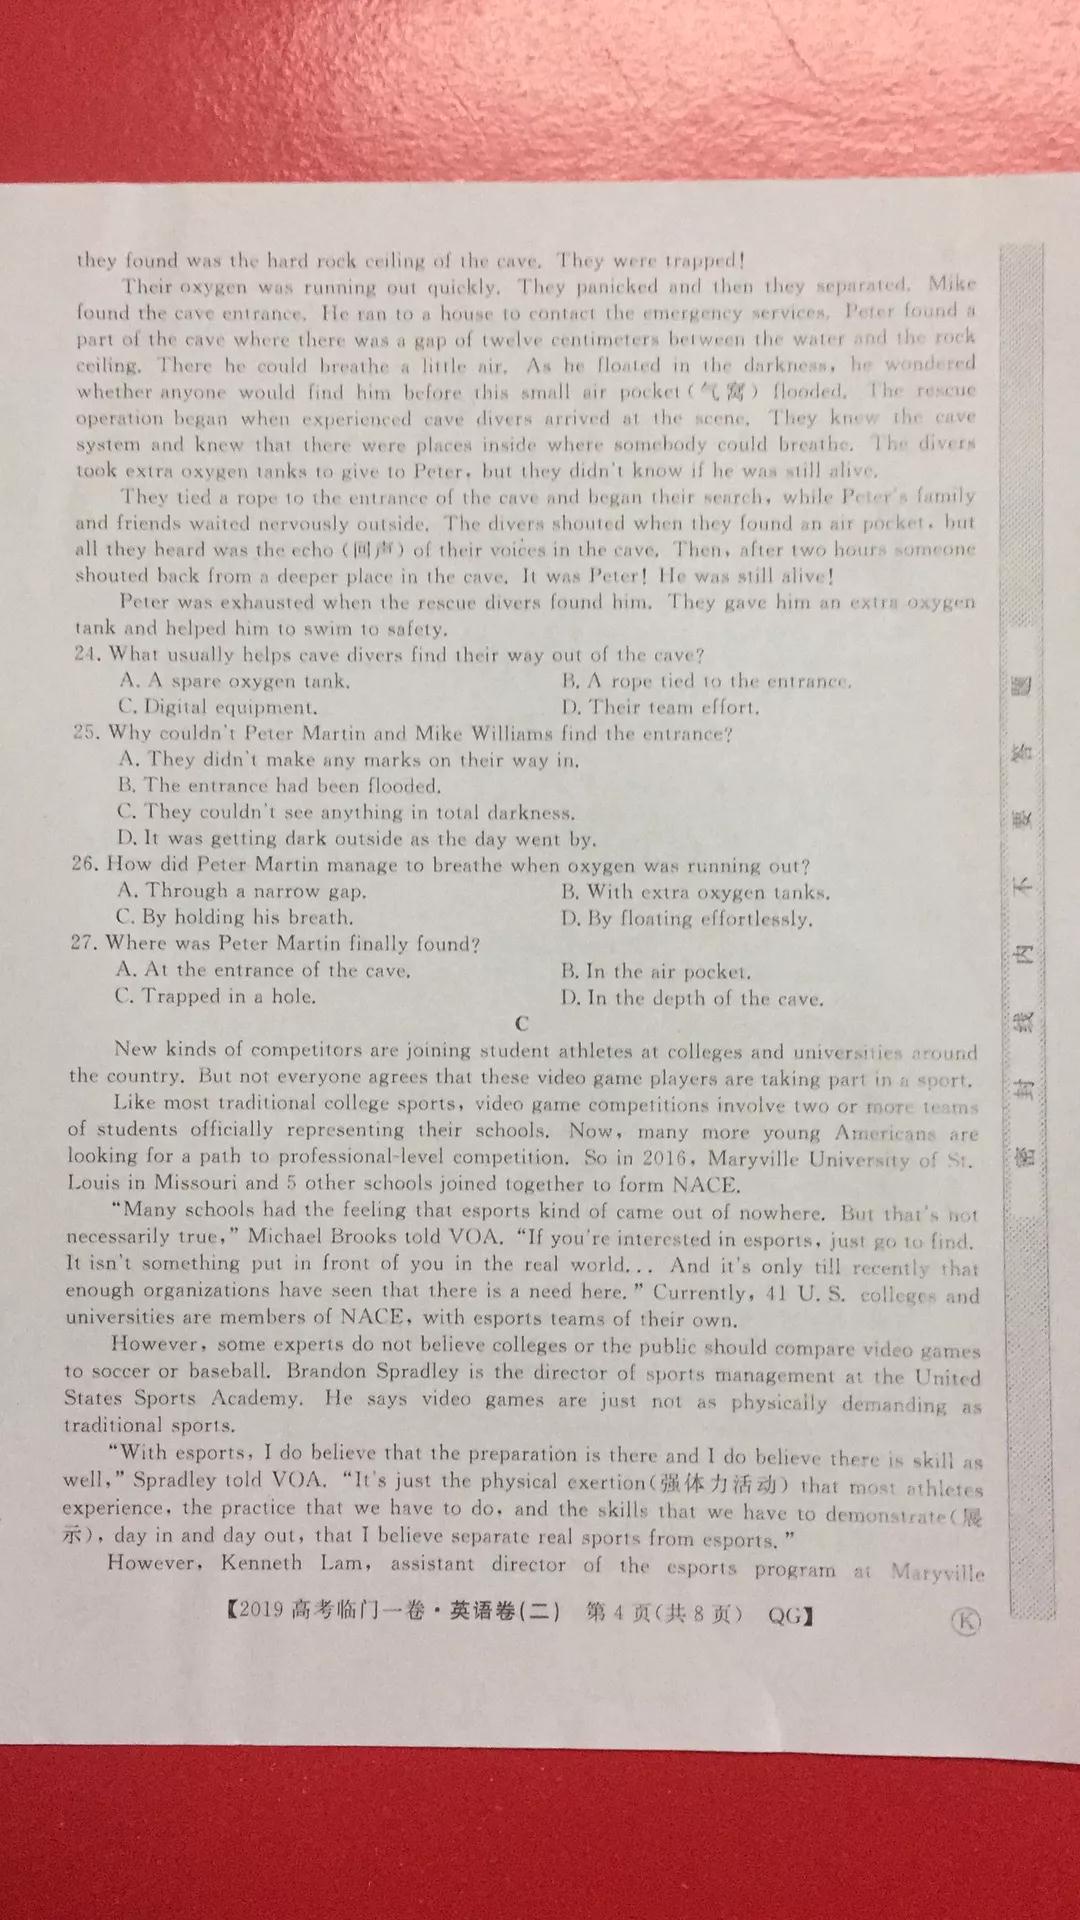 they found was the hard rock ceiling of the cave. They were trapped!
Their oxygen was running out quickly. They panicked and then they separated. Mike
found the cave entrance. He ran to a house to contact the emergency services. Peter found a
part of the cave where there was a gap of twelve centimeters between the water and the rock
ceiling. There he could breathe a little air. As he floated in the darkness, he wondered
whether anyone would find him before this small air pocket(气窝) flooded. The rescue
operation began when experienced cave divers arrived at the scene. They knew the cave
system and knew that there were places inside where somebody could breathe. The divers
took extra oxygen tanks to give to Peter, but they didn't know if he was still alive.
They tied a rope to the entrance of the cave and began their search, while Peter's family
and friends waited nervously outside. The divers shouted when they found an air pocket, but
all they heard was the echo(回声) of their voices in the cave. Then, after two hours someone
shouted back from a deeper place in the cave. It was Peter! He was still alive!
Peter was exhausted when the rescue divers found him. They gave him an extra oxygen
tank and helped him to swim to safety.
24. What usually helps cave divers find their way out of the cave?
A. A spare oxygen tank. B. A rope tied to the entrance.
C. Digital equipment. D. Their team effort.
25. Why couldn't Peter Martin and Mike Williams find the entrance?
A. They didn't make any marks on their way in.
B. The entrance had been flooded.
C. They couldn't see anything in total darkness.
D. It was getting dark outside as the day went by.
26. How did Peter Martin manage to breathe when oxygen was running out?
A. Through a narrow gap. B. With extra oxygen tanks.
C. By holding his breath. D. By floating effortlessly.
27. Where was Peter Martin finally found?
A. At the entrance of the cave. B. In the air pocket.
C. Trapped in a hole. D. In the depth of the cave.
C
New kinds of competitors are joining student athletes at colleges and universities around
the country. But not everyone agrees that these video game players are taking part in a sport.
Like most traditional college sports, video game competitions involve two or more teams
of students officially representing their schools. Now, many more young Americans are
looking for a path to professional-level competition. So in 2016, Maryville University of St.
Louis in Missouri and 5 other schools joined together to form NACE.
"Many schools had the feeling that esports kind of came out of nowhere. But that's not
necessarily true," Michael Brooks told VOA. "If you're interested in esports, just go to find.
It isn't something put in front of you in the real world... And it's only till recently that
enough organizations have seen that there is a need here." Currently, 41 U.S. colleges and
universities are members of NACE, with esports teams of their own.
However, some experts do not believe colleges or the public should compare video games
to soccer or baseball. Brandon Spradley is the director of sports management at the United
States Sports Academy. He says video games are just not as physically demanding as
traditional sports.
"With esports, I do believe that the preparation is there and I do believe there is skill as
well," Spradley told VOA. "It's just the physical exertion(强体力活动) that most athletes
experience, the practice that we have to do, and the skills that we have to demonstrate(展
示), day in and day out, that I believe separate real sports from esports."
However, Kenneth Lam, assistant director of the esports program at Maryville
【2019高考临门一卷·英语卷(二) 第4页(共8页) QG】
K
密 封 线 内 不 要 答 题